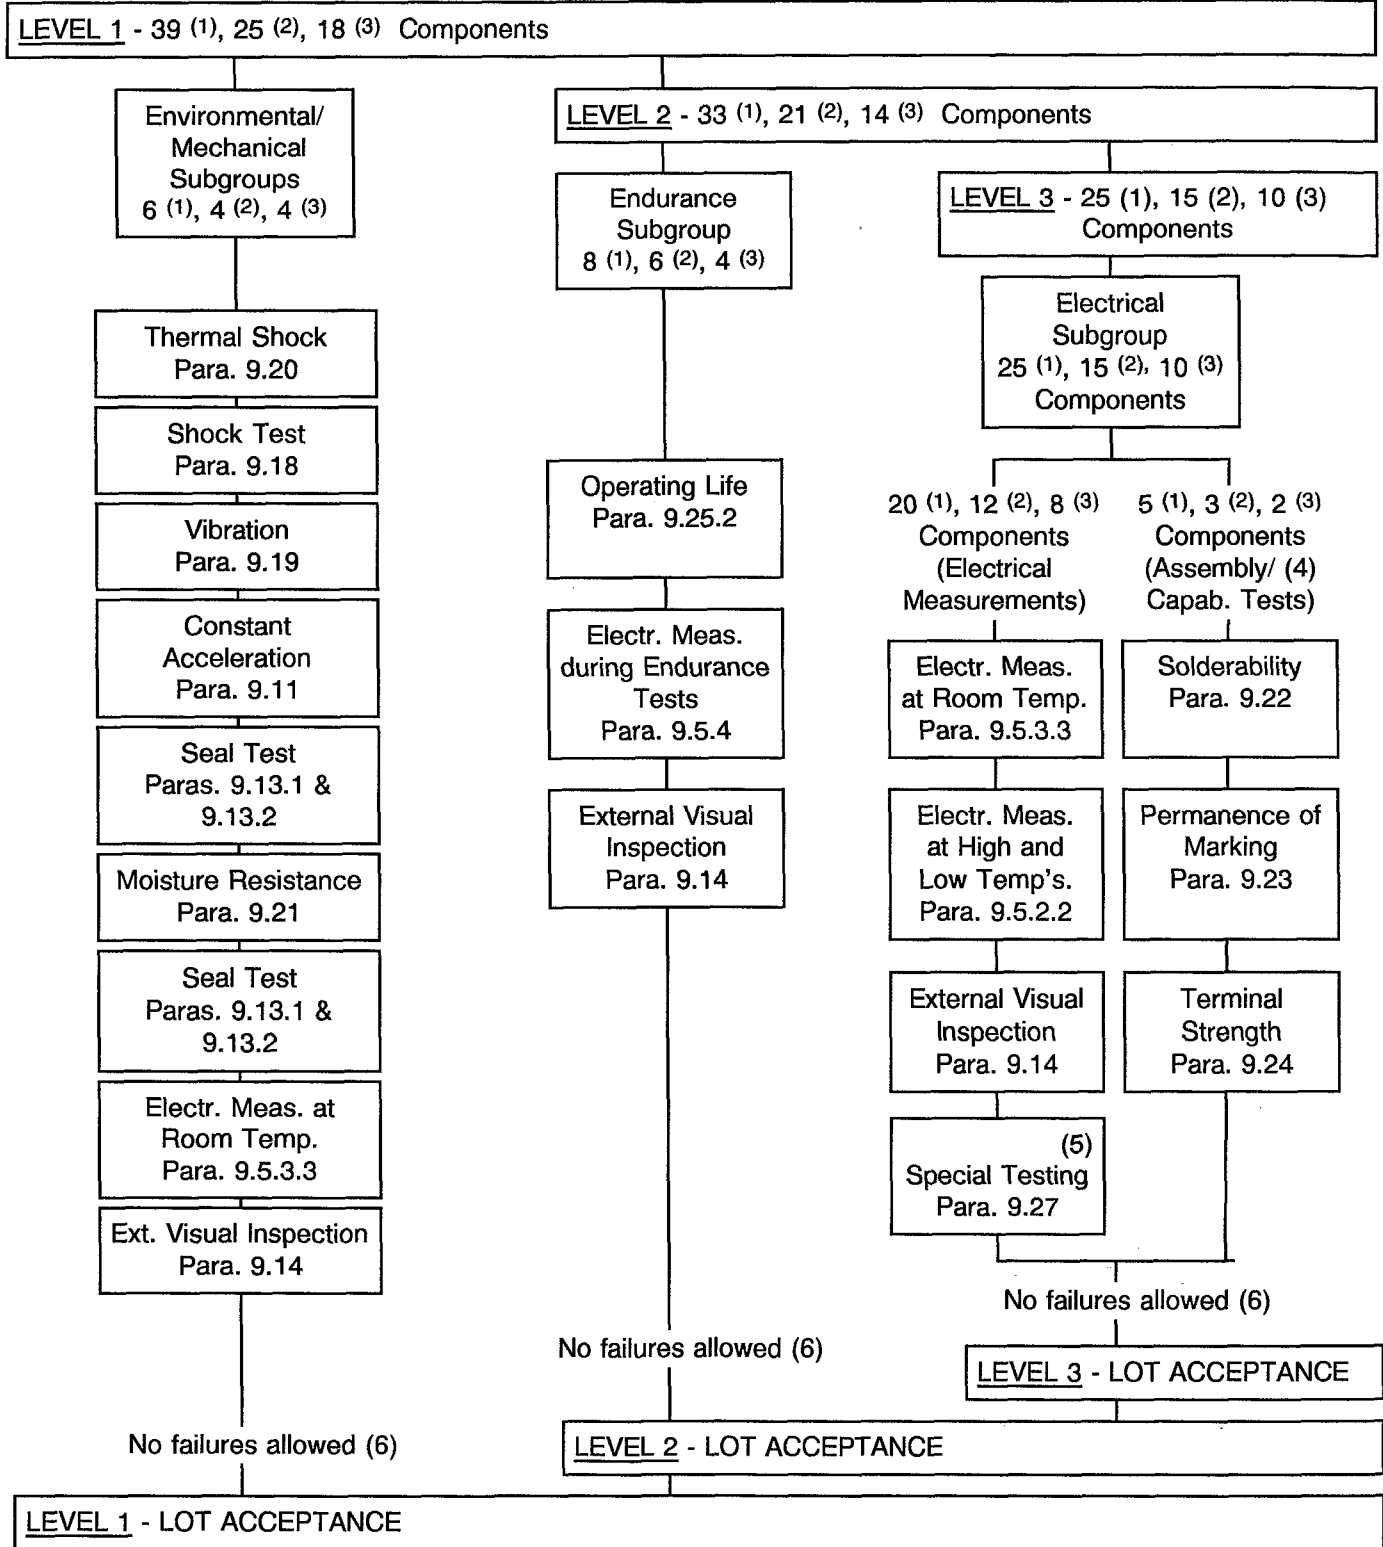 LEVEL 1 - 39 (1), 25 (2), 18 (3) Components
Environmental/
Mechanical
Subgroups
6 (1), 4 (2), 4 (3)
LEVEL 2 - 33 (1), 21 (2), 14 (3) Components
Endurance
Subgroup
8 (1), 6 (2), 4 (3)
LEVEL 3 - 25 (1), 15 (2), 10 (3)
Components
Electrical
Subgroup
25 (1), 15 (2), 10 (3)
Components
Thermal Shock
Para. 9.20
Shock Test
Para. 9.18
Vibration
Para. 9.19
Constant
Acceleration
Para. 9.11
Seal Test
Paras. 9.13.1 &
9.13.2
Moisture Resistance
Para. 9.21
Seal Test
Paras. 9.13.1 &
9.13.2
Electr. Meas. at
Room Temp.
Para. 9.5.3.3
Ext. Visual Inspection
Para. 9.14
No failures allowed (6)
Operating Life
Para. 9.25.2
Electr. Meas.
during Endurance
Tests
Para. 9.5.4
External Visual
Inspection
Para. 9.14
No failures allowed (6)
20 (1), 12 (2), 8 (3)
Components
(Electrical
Measurements)
Electr. Meas.
at Room Temp.
Para. 9.5.3.3
Electr. Meas.
at High and
Low Temp's.
Para. 9.5.2.2
External Visual
Inspection
Para. 9.14
(5)
Special Testing
Para. 9.27
5 (1), 3 (2), 2 (3)
Components
(Assembly/ (4)
Capab. Tests)
Solderability
Para. 9.22
Permanence of
Marking
Para. 9.23
Terminal
Strength
Para. 9.24
No failures allowed (6)
LEVEL 3 - LOT ACCEPTANCE
LEVEL 2 - LOT ACCEPTANCE
LEVEL 1 - LOT ACCEPTANCE